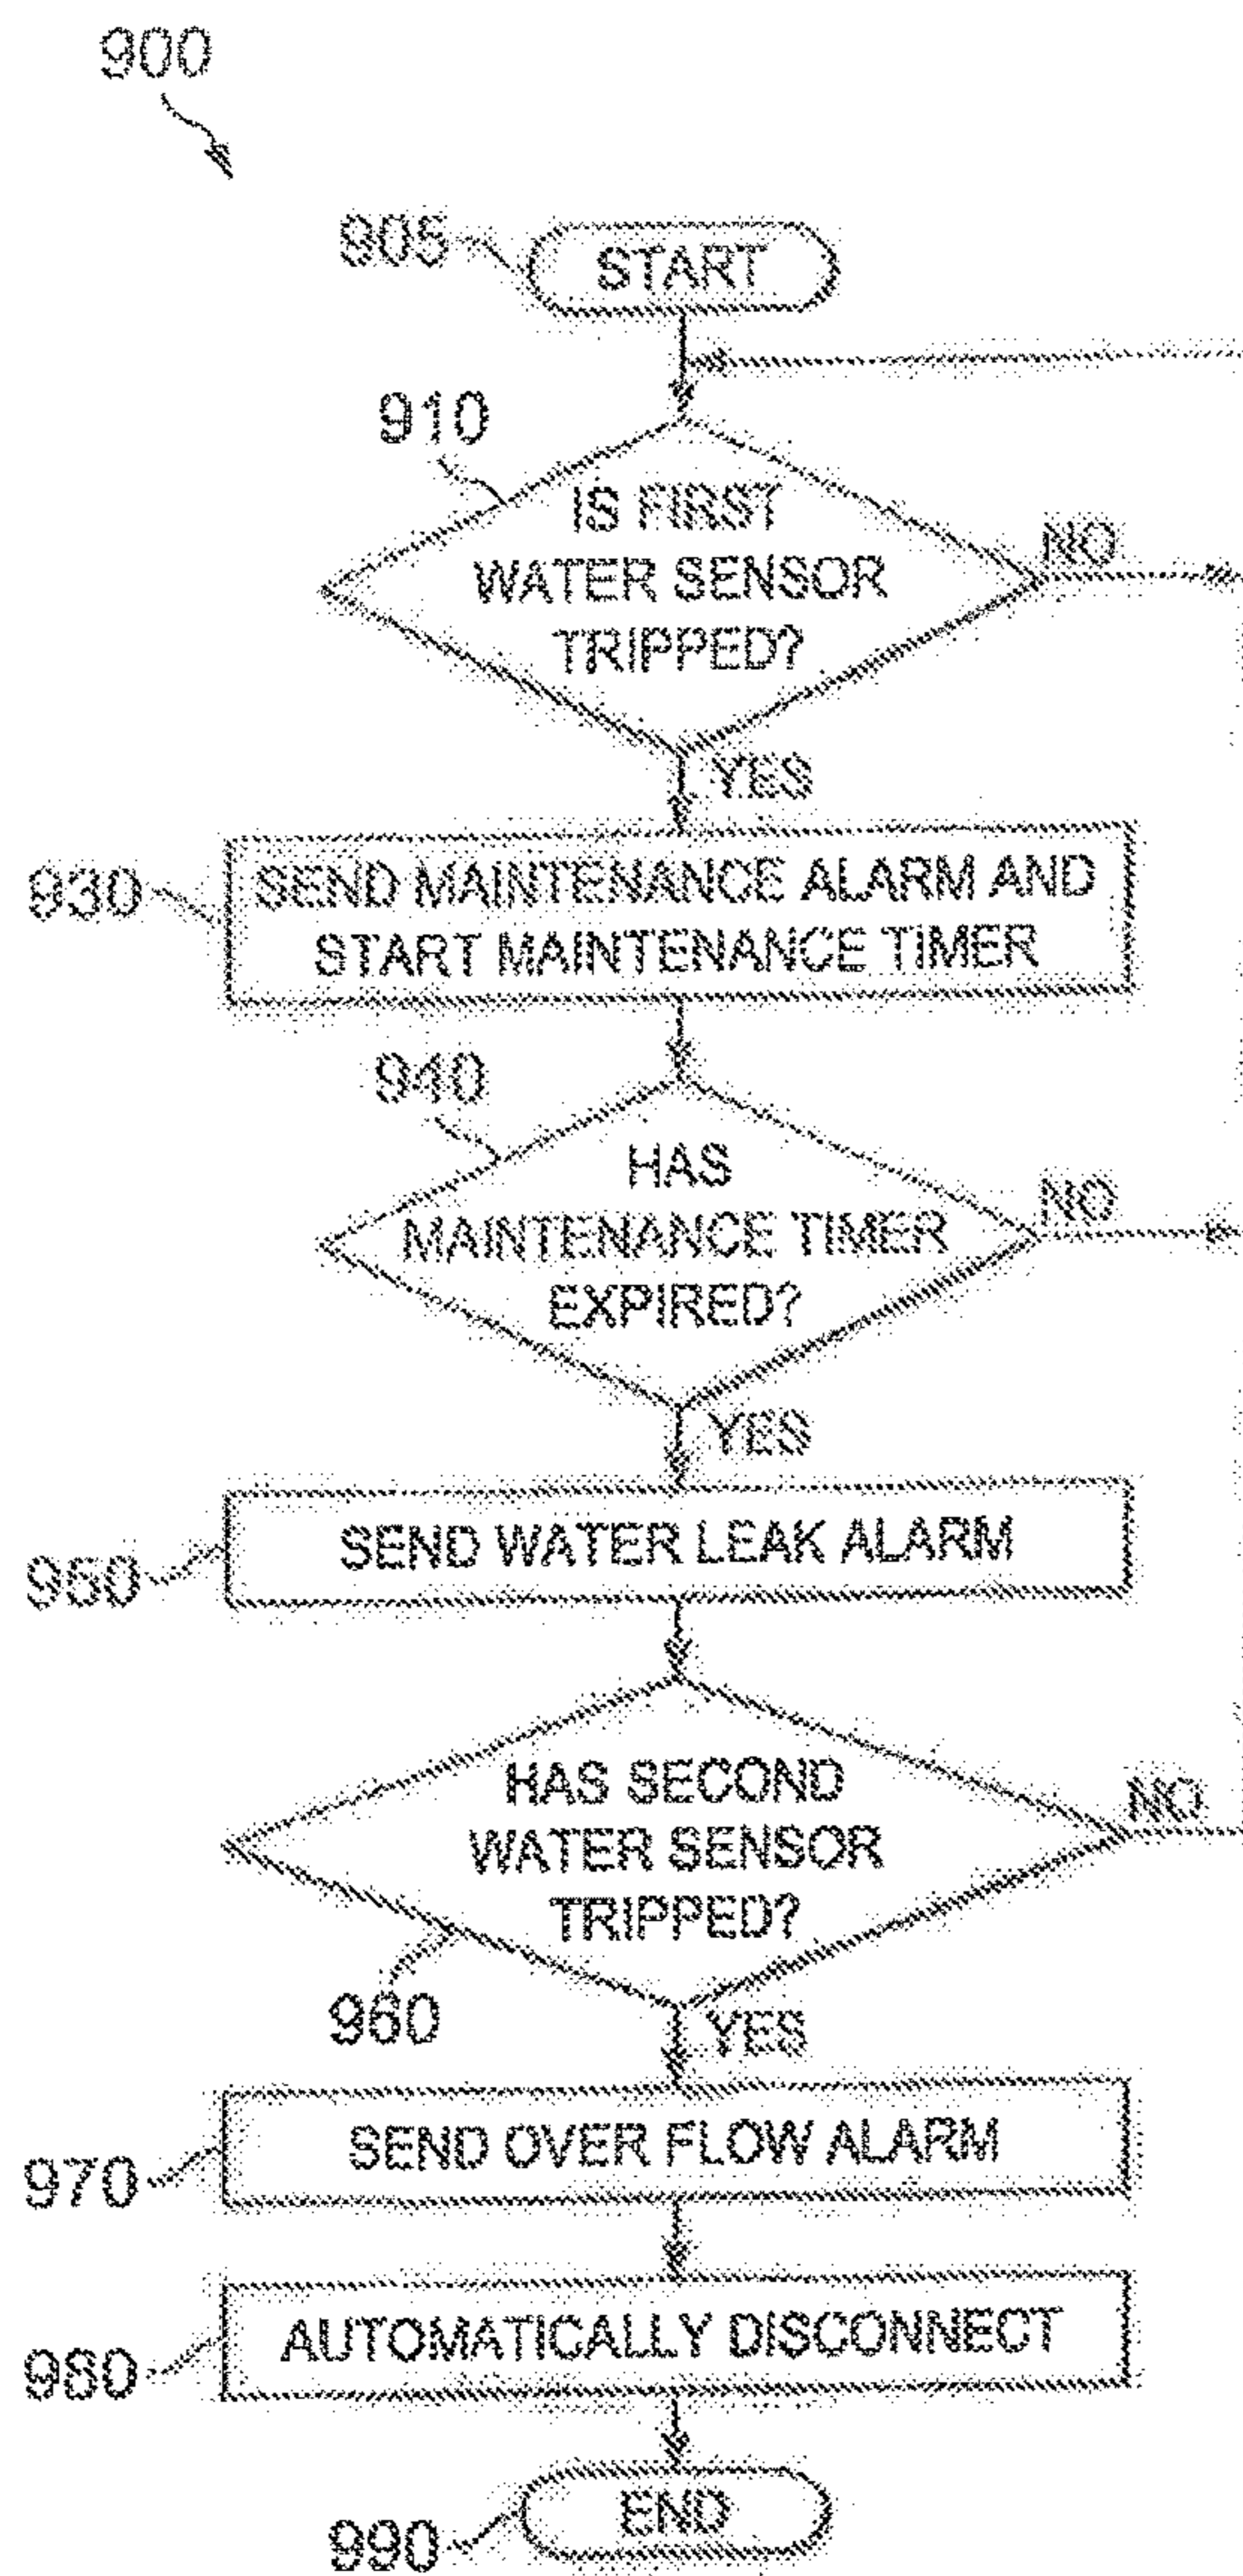 900
905
START
910
IS FIRST
WATER SENSOR
TRIPPED?
NO
YES
930
SEND MAINTENANCE ALARM AND
START MAINTENANCE TIMER
940
HAS
MAINTENANCE TIMER
EXPIRED?
NO
YES
SEND WATER LEAK ALARM
HAS SECOND
WATER SENSOR
TRIPPED?
NO
960
YES
970
SEND OVER FLOW ALARM
980
AUTOMATICALLY DISCONNECT
990
END